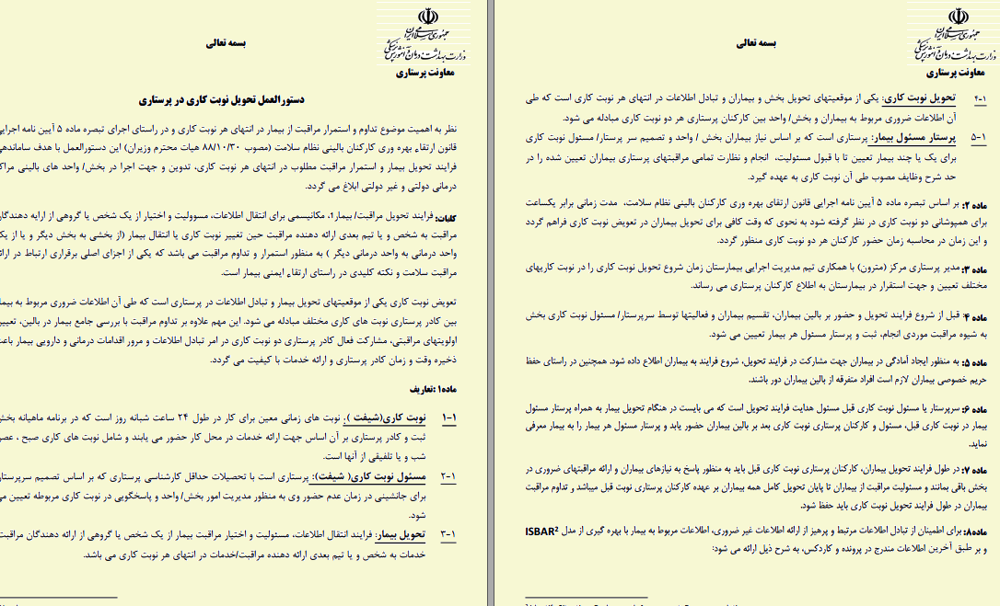 جمهوری اسلامی ایران
وزارت بهداشت درمان و آموزش پزشکی
بسمه تعالی
معاونت پرستاری
دستورالعمل تحویل نوبت کاری در پرستاری
نظر به اهمیت موضوع تداوم و استمرار مراقبت از بیمار در انتهای هر نوبت کاری و در راستای اجرای تبصره ماده ۵ آیین نامه اجرایی
قانون ارتقاء بهره وری کارکنان بالینی نظام سلامت (مصوب ۸۸/۱۰/۳۰ هیات محترم وزیران) این دستورالعمل با هدف ساماندهی
فرایند تحویل بیمار و استمرار مراقبت مطلوب در انتهای هر نوبت کاری، تدوین و جهت اجرا در بخش/ واحد های بالینی
درمانی دولتی و غیر دولتی ابلاغ می گردد.
کلیات: فرایند تحویل مراقبت/ بیمار1، مکانیسمی برای انتقال اطلاعات، مسوولیت و اختیار از یک شخص یا گروهی از ارایه دهندگان
مراقبت به شخص و یا تیم بعدی ارائه دهنده مراقبت حین تغییر نوبت کاری یا انتقال بیمار (از بخشی به بخش دیگر و یا از یک
واحد درمانی به واحد درمانی دیگر ) به منظور استمرار و تداوم مراقبت می باشد که یکی از اجزای اصلی برقراری ارتباط در
مراقبت سلامت و نکته کلیدی در راستای ارتقاء ایمنی بیمار است.
تعویض نوبت کاری یکی از موقعیتهای تحویل بیمار و تبادل اطلاعات در پرستاری است که طی آن اطلاعات ضروری مربوط به بیمار
بین کادر پرستاری نوبت های کاری مختلف مبادله می شود. این مهم علاوه بر تداوم مراقبت با بررسی جامع بیمار در بالین، تعیین
اولویتهای مراقبتی، مشارکت فعال کادر پرستاری دو نوبت کاری در امر تبادل اطلاعات و مرور اقدامات درمانی و دارویی بیمار باعث
ذخیره وقت و زمان کادر پرستاری و ارائه خدمات با کیفیت می گردد.
ماده۱ :تعاریف
۱-۱ نوبت کاری(شیفت ): نوبت های زمانی معین برای کار در طول ۲۴ ساعت شبانه روز است که در برنامه ماهیانه بخش
ثبت و کادر پرستاری بر آن اساس جهت ارائه خدمات در محل کار حضور می یابند و شامل نوبت های کاری صبح ، عصر
شب و یا تلفیقی از آنها است.
۲-۱ مسئول نوبت کاری( شیفت): پرستاری است با تحصیلات حداقل کارشناسی پرستاری که بر اساس تصمیم سرپرستار
برای جانشینی در زمان عدم حضور وی به منظور مدیریت امور بخش/ واحد و پاسخگویی در نوبت کاری مربوطه تعیین می
شود.
۳-۱ تحویل بیمار: فرایند انتقال اطلاعات، مسئولیت و اختیار مراقبت بیمار از یک شخص یا گروهی از ارائه دهندگان مراقبت
خدمات به شخص و یا تیم بعدی ارائه دهنده مراقبت/خدمات در انتهای هر نوبت کاری می باشد.
جمهوری اسلامی ایران
وزارت بهداشت درمان و آموزش پزشکی
بسمه تعالی
معاونت پرستاری
۴-۱ تحویل نوبت کاری: یکی از موقعیتهای تحویل بخش و بیماران و تبادل اطلاعات در انتهای هر نوبت کاری است که طی
آن اطلاعات ضروری مربوط به بیماران و بخش/ واحد بین کارکنان پرستاری هر دو نوبت کاری مبادله می شود.
۵-۱ پرستار مسئول بیمار: پرستاری است که بر اساس نیاز بیماران بخش / واحد و تصمیم سر پرستار/ مسئول نوبت کاری
برای یک یا چند بیمار تعیین تا با قبول مسئولیت، انجام و نظارت تمامی مراقبتهای پرستاری بیماران تعیین شده را در
حد شرح وظایف مصوب طی آن نوبت کاری به عهده گیرد.
ماده ۲: بر اساس تبصره ماده ۵ آیین نامه اجرایی قانون ارتقای بهره وری کارکنان بالینی نظام سلامت، مدت زمانی برابر یکساعت
برای همپوشانی دو نوبت کاری در نظر گرفته شود به نحوی که وقت کافی برای تحویل بیماران در تعویض نوبت کاری فراهم گردد
و این زمان در محاسبه زمان حضور کارکنان هر دو نوبت کاری منظور گردد.
ماده ۳: مدیر پرستاری مرکز (مترون) با همکاری تیم مدیریت اجرایی بیمارستان زمان شروع تحویل نوبت کاری را در نوبت کاریهای
مختلف تعیین و جهت استقرار در بیمارستان به اطلاع کارکنان پرستاری می رساند.
ماده ۴: قبل از شروع فرایند تحویل و حضور بر بالین بیماران، تقسیم بیماران و فعالیتها توسط سرپرستار/ مسئول نوبت کاری بخش
به شیوه مراقبت موردی انجام، ثبت و پرستار مسئول هر بیمار تعیین می شود.
ماده ۵: به منظور ایجاد آمادگی در بیماران جهت مشارکت در فرایند تحویل، شروع فرایند به بیماران اطلاع داده شود. همچنین در راستای حفظ
حریم خصوصی بیماران لازم است افراد متفرقه از بالین بیماران دور باشند.
ماده ۶: سرپرستار یا مسئول نوبت کاری قبل مسئول هدایت فرایند تحویل است که می بایست در هنگام تحویل بیمار به همراه پرستار مسئول
بیمار در نوبت کاری قبل، مسئول و کارکنان پرستاری نوبت کاری بعد بر بالین بیماران حضور یابد و پرستار مسئول هر بیمار را به بیمار معرفی
نماید.
ماده ۷: در طول فرایند تحویل بیماران، کارکنان پرستاری نوبت کاری قبل باید به منظور پاسخ به نیازهای بیماران و ارائه مراقبتهای ضروری در
بخش باقی بمانند و مسئولیت مراقبت از بیماران تا پایان تحویل کامل همه بیماران بر عهده کارکنان پرستاری نوبت قبل میباشد و تداوم مراقبت
بیماران در طول فرایند تحویل نوبت کاری باید حفظ شود.
ماده۸: برای اطمینان از تبادل اطلاعات مرتبط و پرهیز از ارائه اطلاعات غیر ضروری، اطلاعات مربوط به بیمار با بهره گیری از مدل ISBAR²
و بر طبق آخرین اطلاعات مندرج در پرونده و کاردکس، به شرح ذیل ارائه می شود: